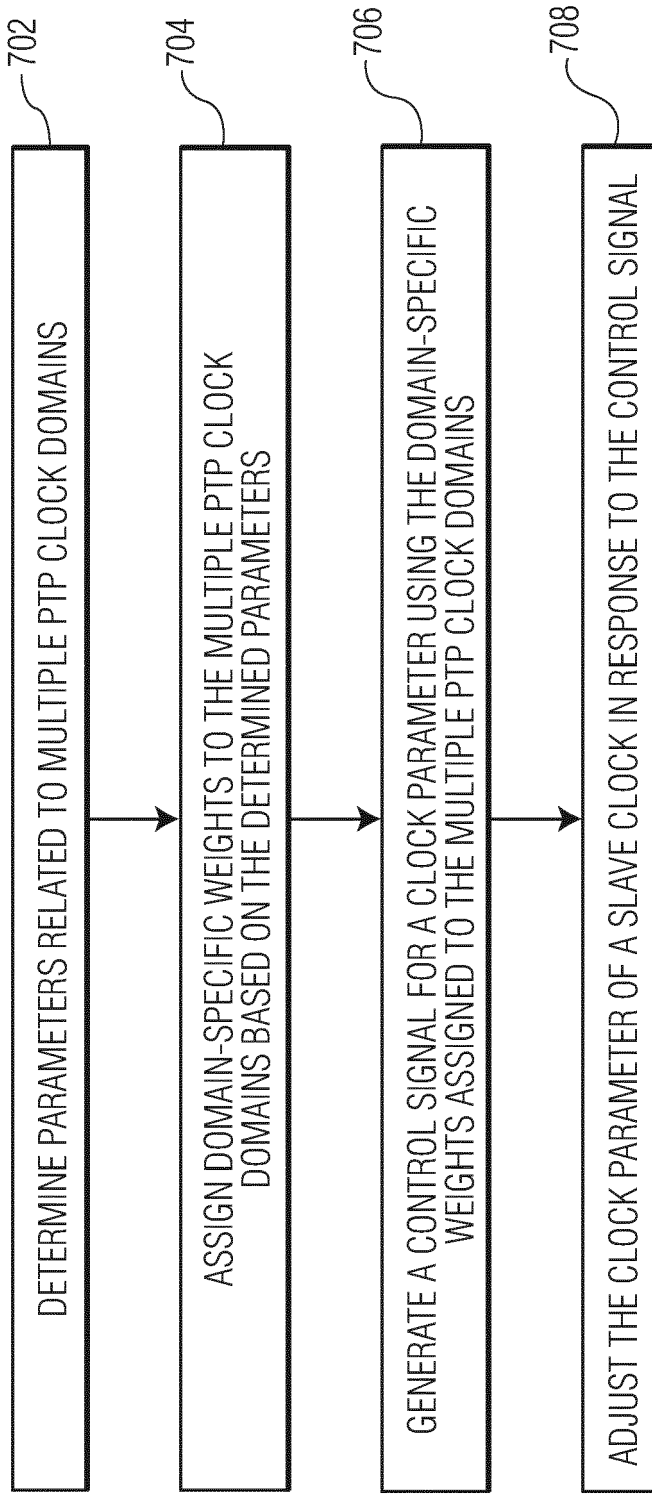 DETERMINE PARAMETERS RELATED TO MULTIPLE PTP CLOCK DOMAINS
702
ASSIGN DOMAIN-SPECIFIC WEIGHTS TO THE MULTIPLE PTP CLOCK
DOMAINS BASED ON THE DETERMINED PARAMETERS
704
GENERATE A CONTROL SIGNAL FOR A CLOCK PARAMETER USING THE DOMAIN-SPECIFIC
WEIGHTS ASSIGNED TO THE MULTIPLE PTP CLOCK DOMAINS
706
ADJUST THE CLOCK PARAMETER OF A SLAVE CLOCK IN RESPONSE TO THE CONTROL SIGNAL
708